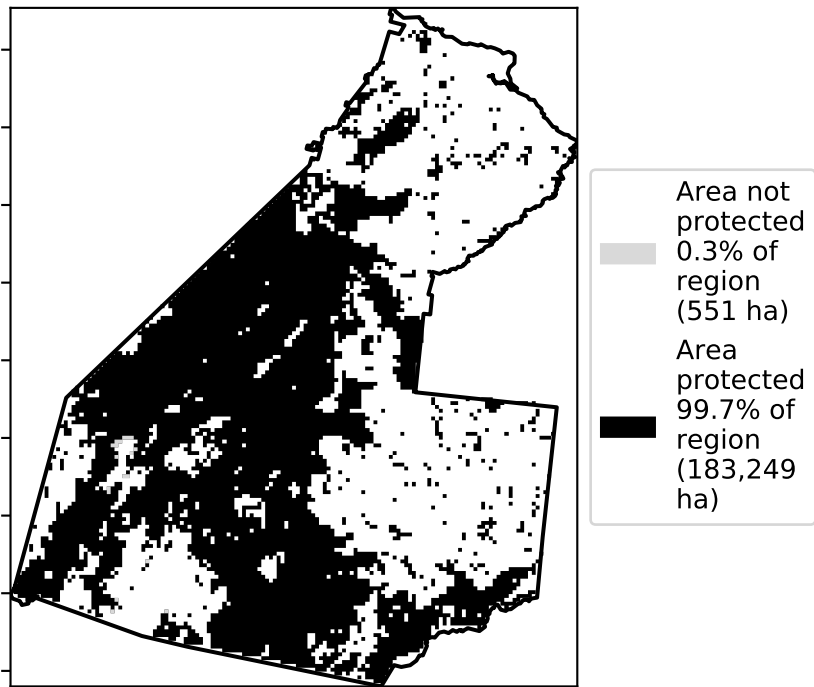 Area not
protected
0.3% of
region
(551 ha)
Area
protected
99.7% of
region
(183,249
ha)